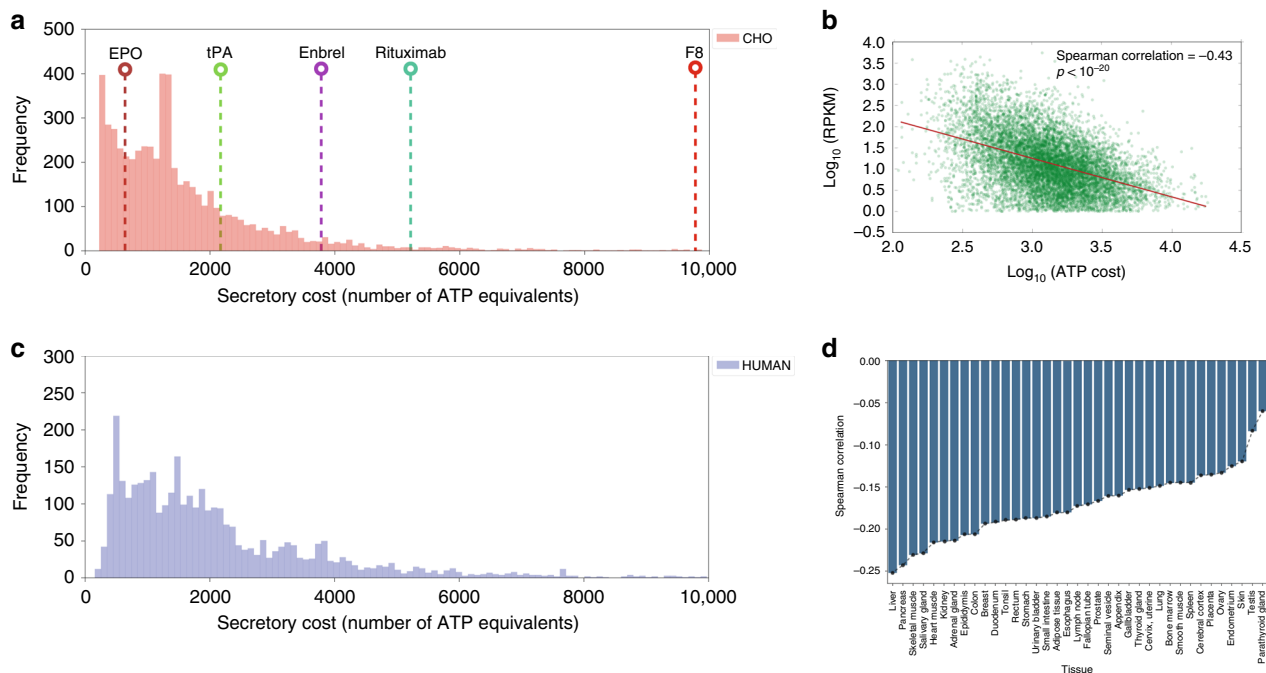 a
500
400
300
200
100
0
Frequency
EPO
tPA
Enbrel
Rituximab
F8
CHO
0
2000
4000
6000
8000
10,000
Secretory cost (number of ATP equivalents)
b
4.0
3.5
3.0
2.5
2.0
1.5
1.0
0.5
0.0
−0.5
Log10 (RPKM)
Spearman correlation = −0.43
p < 10−20
2.0
2.5
3.0
3.5
4.0
4.5
Log10 (ATP cost)
c
300
250
200
150
100
50
0
Frequency
HUMAN
0
2000
4000
6000
8000
10,000
Secretory cost (number of ATP equivalents)
d
0.00
−0.05
−0.10
−0.15
−0.20
−0.25
Spearman correlation
Liver
Pancreas
Skeletal muscle
Salivary gland
Heart muscle
Kidney
Adrenal gland
Epididymis
Colon
Breast
Duodenum
Tonsil
Rectum
Stomach
Urinary bladder
Small intestine
Adipose tissue
Esophagus
Lymph node
Fallopian tube
Prostate
Seminal veside
Appendix
Gallbladder
Thyroid gland
Cervix, uterine
Lung
Bone marrow
Smooth muscle
Spleen
Cerebral cortex
Placenta
Ovary
Endometrium
Skin
Testis
Parathyroid gland
Tissue